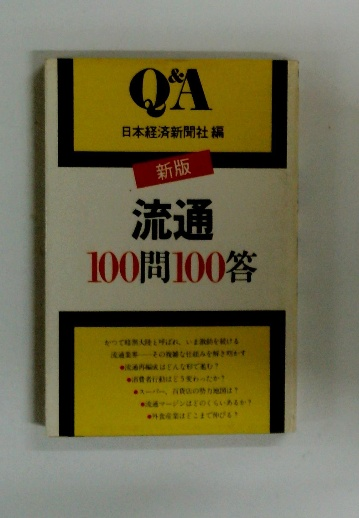 Q&A
日本経済新聞社 編
新版
流通
100問100答
かつて暗黒大陸と呼ばれ、いま激動を続ける
流通業界——その複雑な仕組みを解き明かす
●流通再編成はどんな形で進む？
●消費者行動はどう変わったか？
●スーパー、百貨店の勢力地図は？
●流通マージンはどのくらいあるか？
●外食産業はどこまで伸びる？